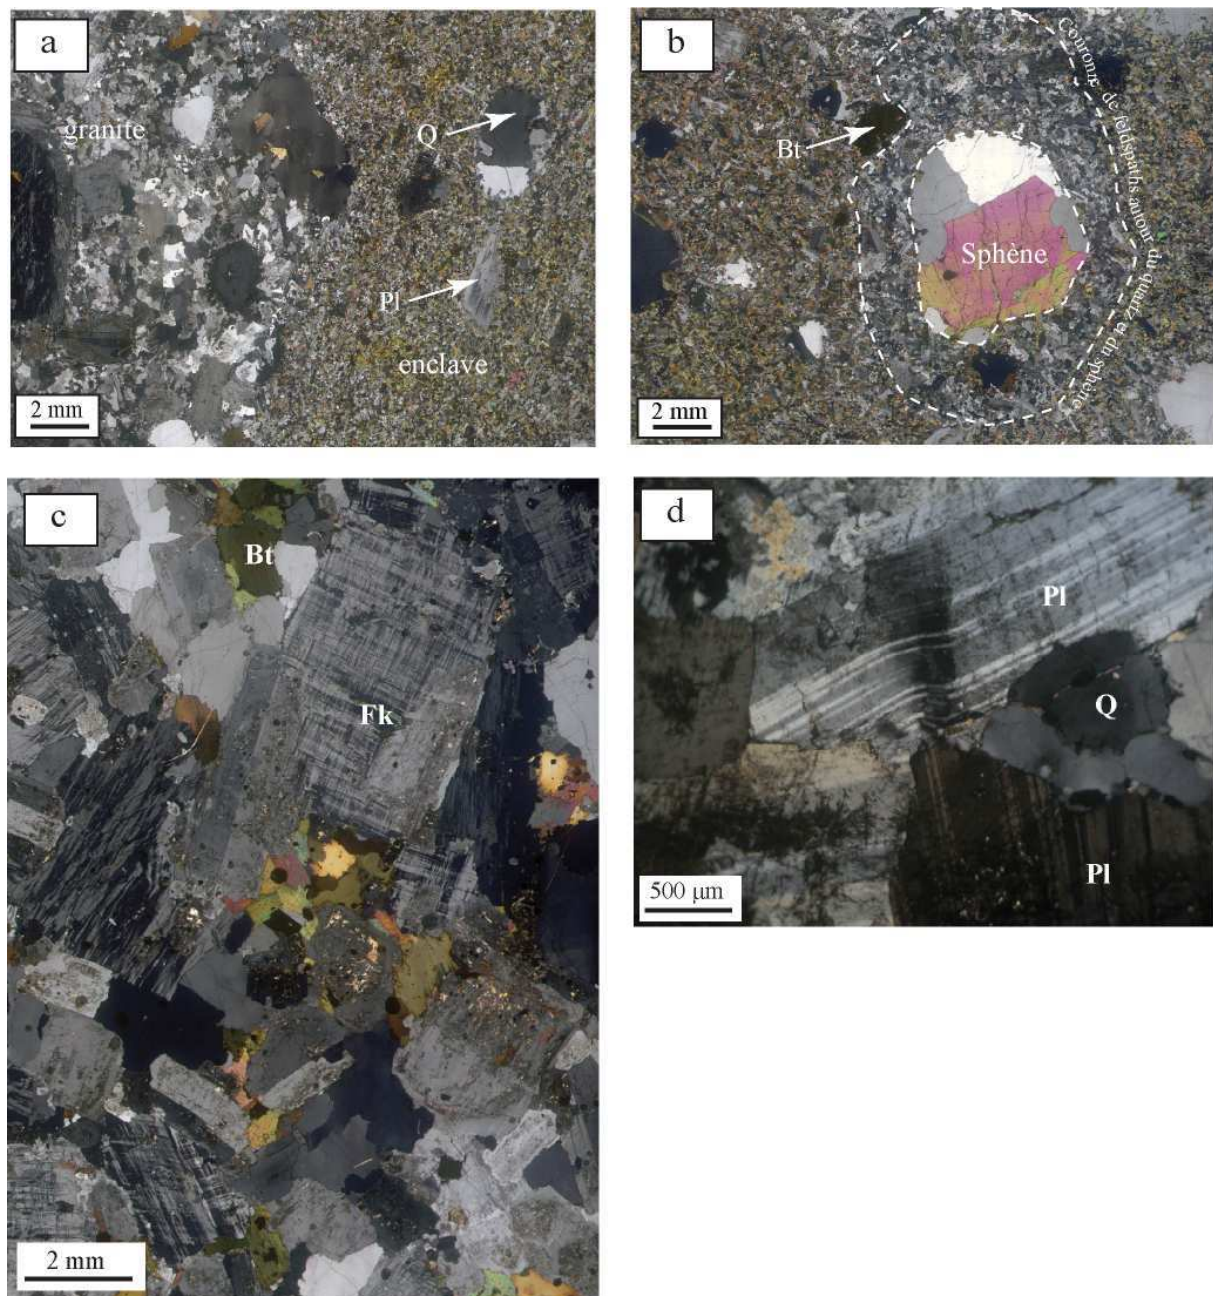 a
granite
Q
Pl
enclave
2 mm
b
Couronne de feldspaths autour du quartz et du sphène
Bt
Sphène
2 mm
c
Bt
Fk
2 mm
d
Pl
Q
Pl
500 µm